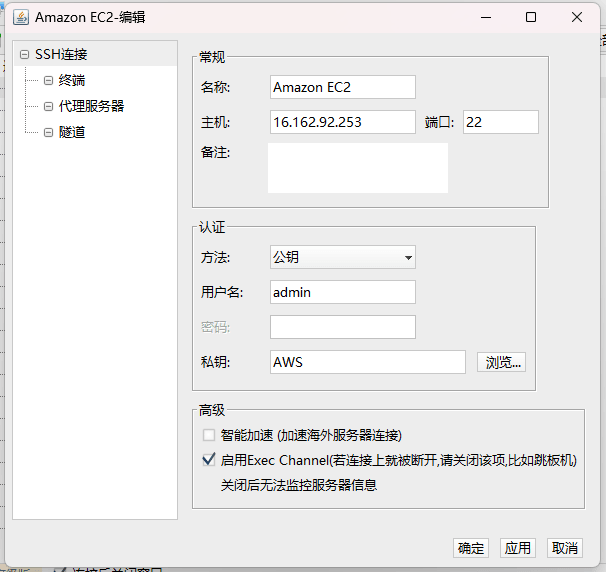 Amazon EC2-编辑
SSH连接
终端
代理服务器
隧道
常规
名称: Amazon EC2
主机: 16.162.92.253 端口: 22
备注:
认证
方法: 公钥
用户名: admin
密码:
私钥: AWS 浏览...
高级
智能加速 (加速海外服务器连接)
启用Exec Channel(若连接上就被断开,请关闭该项,比如跳板机)
关闭后无法监控服务器信息
确定 应用 取消